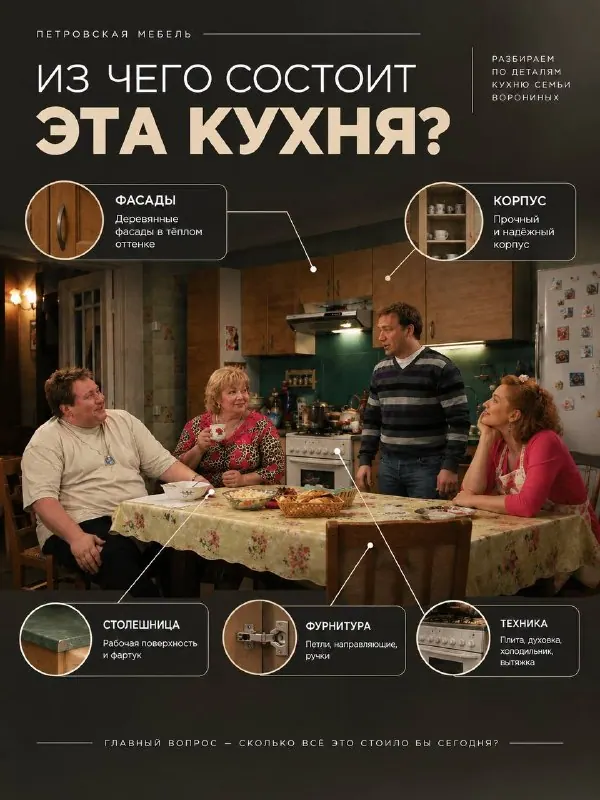 ПЕТРОВСКАЯ МЕБЕЛЬ
РАЗБИРАЕМ
ПО ДЕТАЛЯМ
КУХНЮ СЕМЬИ
ВОРОНИНЫХ
ИЗ ЧЕГО СОСТОИТ
ЭТА КУХНЯ?
ФАСАДЫ
Деревянные
фасады в тёплом
оттенке
КОРПУС
Прочный
и надёжный
корпус
СТОЛЕШНИЦА
Рабочая поверхность
и фартук
ФУРНИТУРА
Петли, направляющие,
ручки
ТЕХНИКА
Плита, духовка,
холодильник,
вытяжка
ГЛАВНЫЙ ВОПРОС – СКОЛЬКО ВСЁ ЭТО СТОИЛО БЫ СЕГОДНЯ?